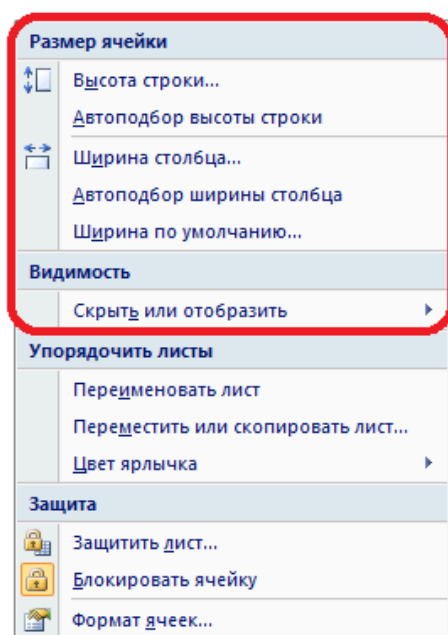 Размер ячейки
Высота строки...
Автоподбор высоты строки
Ширина столбца...
Автоподбор ширины столбца
Ширина по умолчанию...
Видимость
Скрыть или отобразить
Упорядочить листы
Переименовать лист
Переместить или скопировать лист...
Цвет ярлычка
Защита
Защитить лист...
Блокировать ячейку
Формат ячеек...